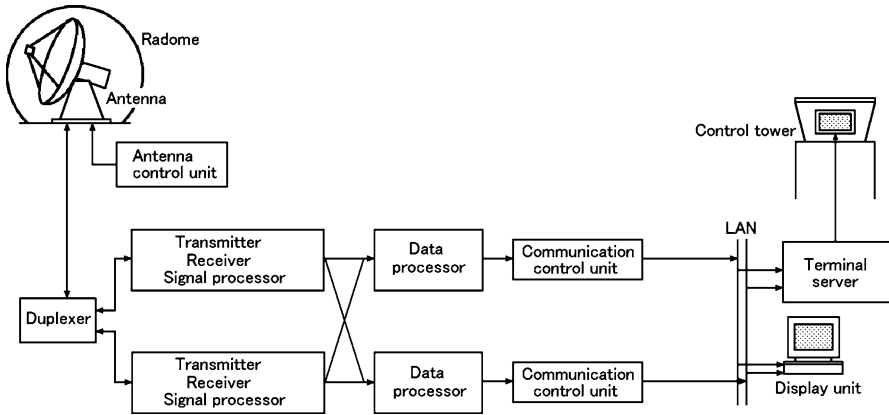 Radome
Antenna
Antenna
control unit
Control tower
LAN
Transmitter
Receiver
Signal processor
Data
processor
Communication
control unit
Terminal
server
Duplexer
Transmitter
Receiver
Signal processor
Data
processor
Communication
control unit
Display unit